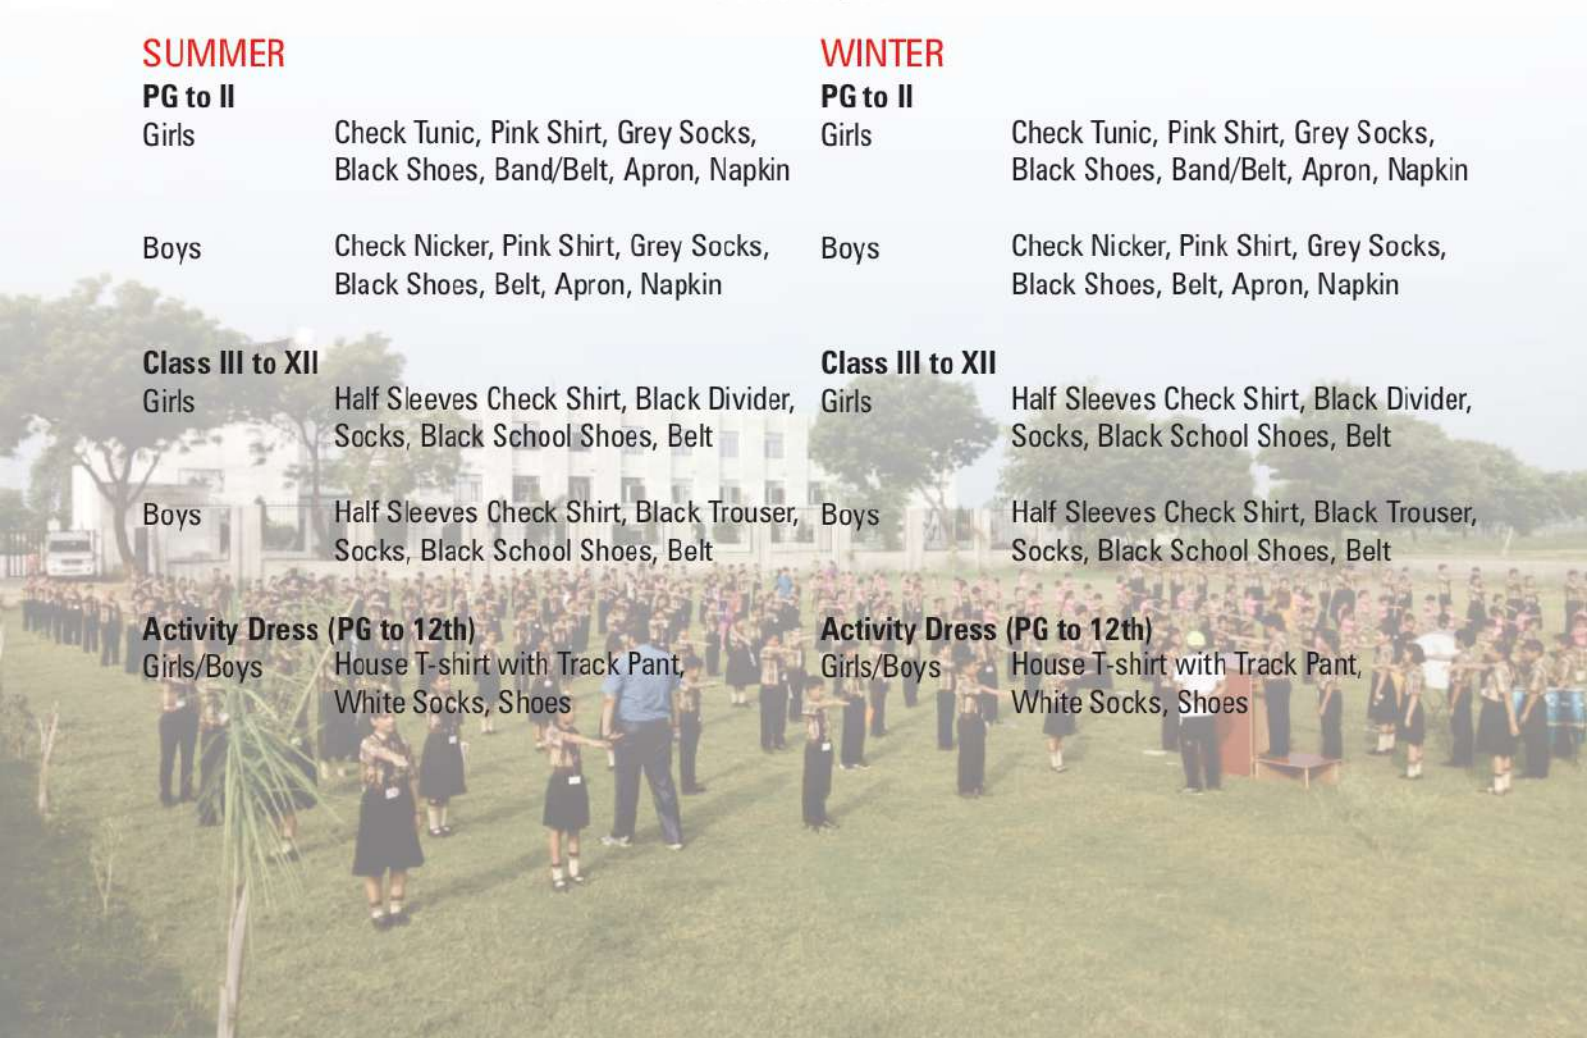 SUMMER
PG to II
Girls Check Tunic, Pink Shirt, Grey Socks,
Black Shoes, Band/Belt, Apron, Napkin
Boys Check Nicker, Pink Shirt, Grey Socks,
Black Shoes, Belt, Apron, Napkin
Class III to XII
Girls Half Sleeves Check Shirt, Black Divider,
Socks, Black School Shoes, Belt
Boys Half Sleeves Check Shirt, Black Trouser,
Socks, Black School Shoes, Belt
Activity Dress (PG to 12th)
Girls/Boys House T-shirt with Track Pant,
White Socks, Shoes
WINTER
PG to II
Girls Check Tunic, Pink Shirt, Grey Socks,
Black Shoes, Band/Belt, Apron, Napkin
Boys Check Nicker, Pink Shirt, Grey Socks,
Black Shoes, Belt, Apron, Napkin
Class III to XII
Girls Half Sleeves Check Shirt, Black Divider,
Socks, Black School Shoes, Belt
Boys Half Sleeves Check Shirt, Black Trouser,
Socks, Black School Shoes, Belt
Activity Dress (PG to 12th)
Girls/Boys House T-shirt with Track Pant,
White Socks, Shoes